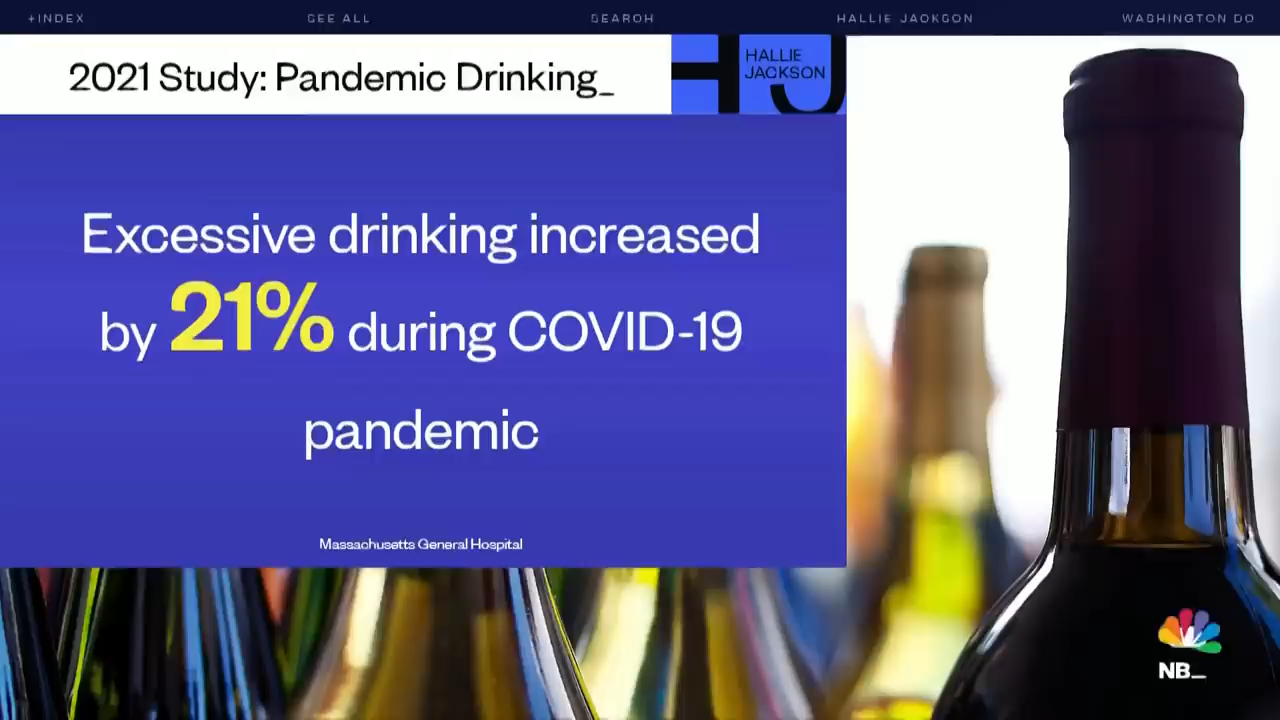 +INDEX
SEE ALL
SEARCH
HALLIE JACKSON
WASHINGTON DC
2021 Study: Pandemic Drinking_
HALLIE
JACKSON
HJ
Excessive drinking increased
by 21% during COVID-19
pandemic
Massachusetts General Hospital
NB_